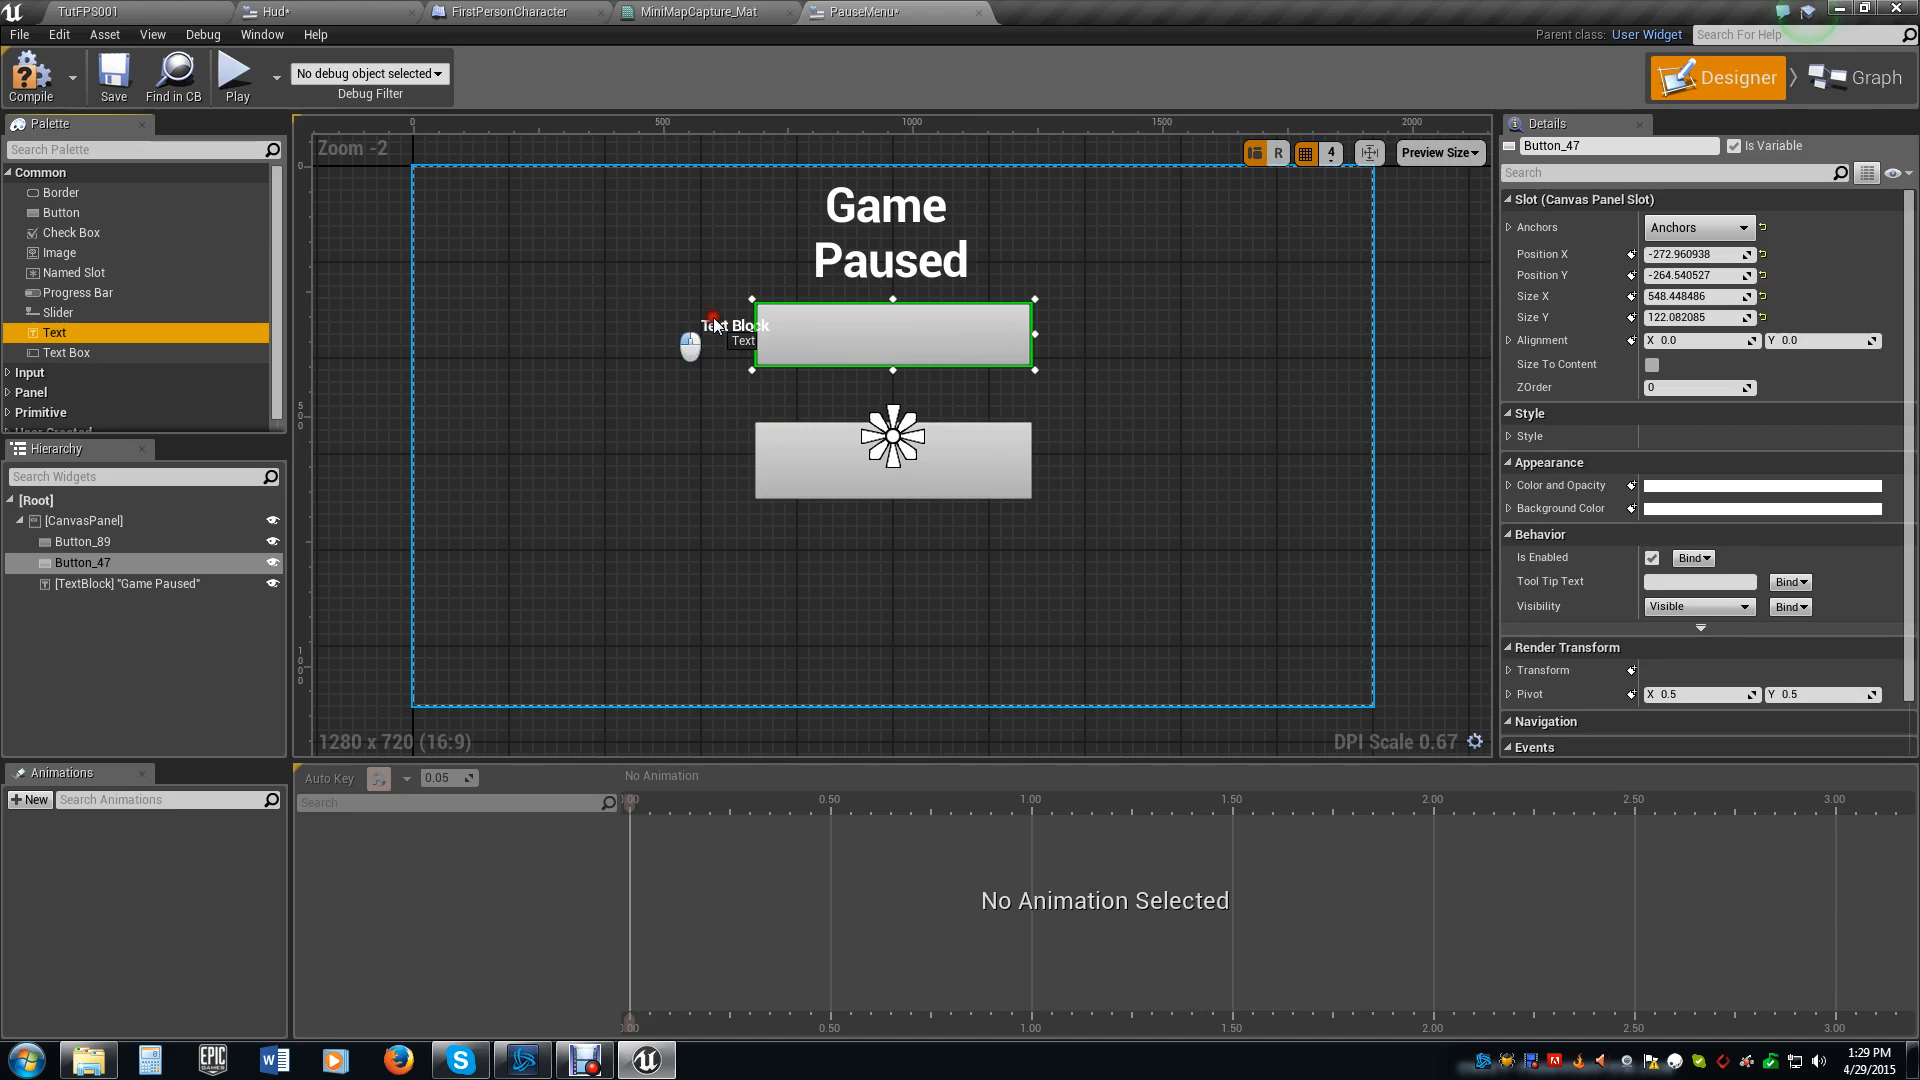 TutFPS001
Hud*
FirstPersonCharacter
MiniMapCapture_Mat
PauseMenu*
File Edit Asset View Debug Window Help
Parent class: User Widget
Search For Help
Compile
Save
Find in CB
Play
No debug object selected
Debug Filter
Designer
Graph
Palette
Search Palette
Common
Border
Button
Check Box
Image
Named Slot
Progress Bar
Slider
Text
Text Box
Input
Panel
Primitive
Hierarchy
Search Widgets
[Root]
[CanvasPanel]
Button_89
Button_47
[TextBlock] "Game Paused"
Animations
New
Search Animations
0 500 1000 1500 2000
Zoom -2
R
4
Preview Size
0
500
1000
Game
Paused
Text Block
Text
1280 x 720 (16:9)
DPI Scale 0.67
Details
Button_47
Is Variable
Search
Slot (Canvas Panel Slot)
Anchors Anchors
Position X -272.960938
Position Y -264.540527
Size X 548.448486
Size Y 122.082085
Alignment X 0.0 Y 0.0
Size To Content
ZOrder 0
Style
Style
Appearance
Color and Opacity
Background Color
Behavior
Is Enabled Bind
Tool Tip Text Bind
Visibility Visible Bind
Render Transform
Transform
Pivot X 0.5 Y 0.5
Navigation
Events
Auto Key 0.05
No Animation
Search
0.00 0.50 1.00 1.50 2.00 2.50 3.00
No Animation Selected
0.00 0.50 1.00 1.50 2.00 2.50 3.00
EPIC
GAMES
1:29 PM
4/29/2015